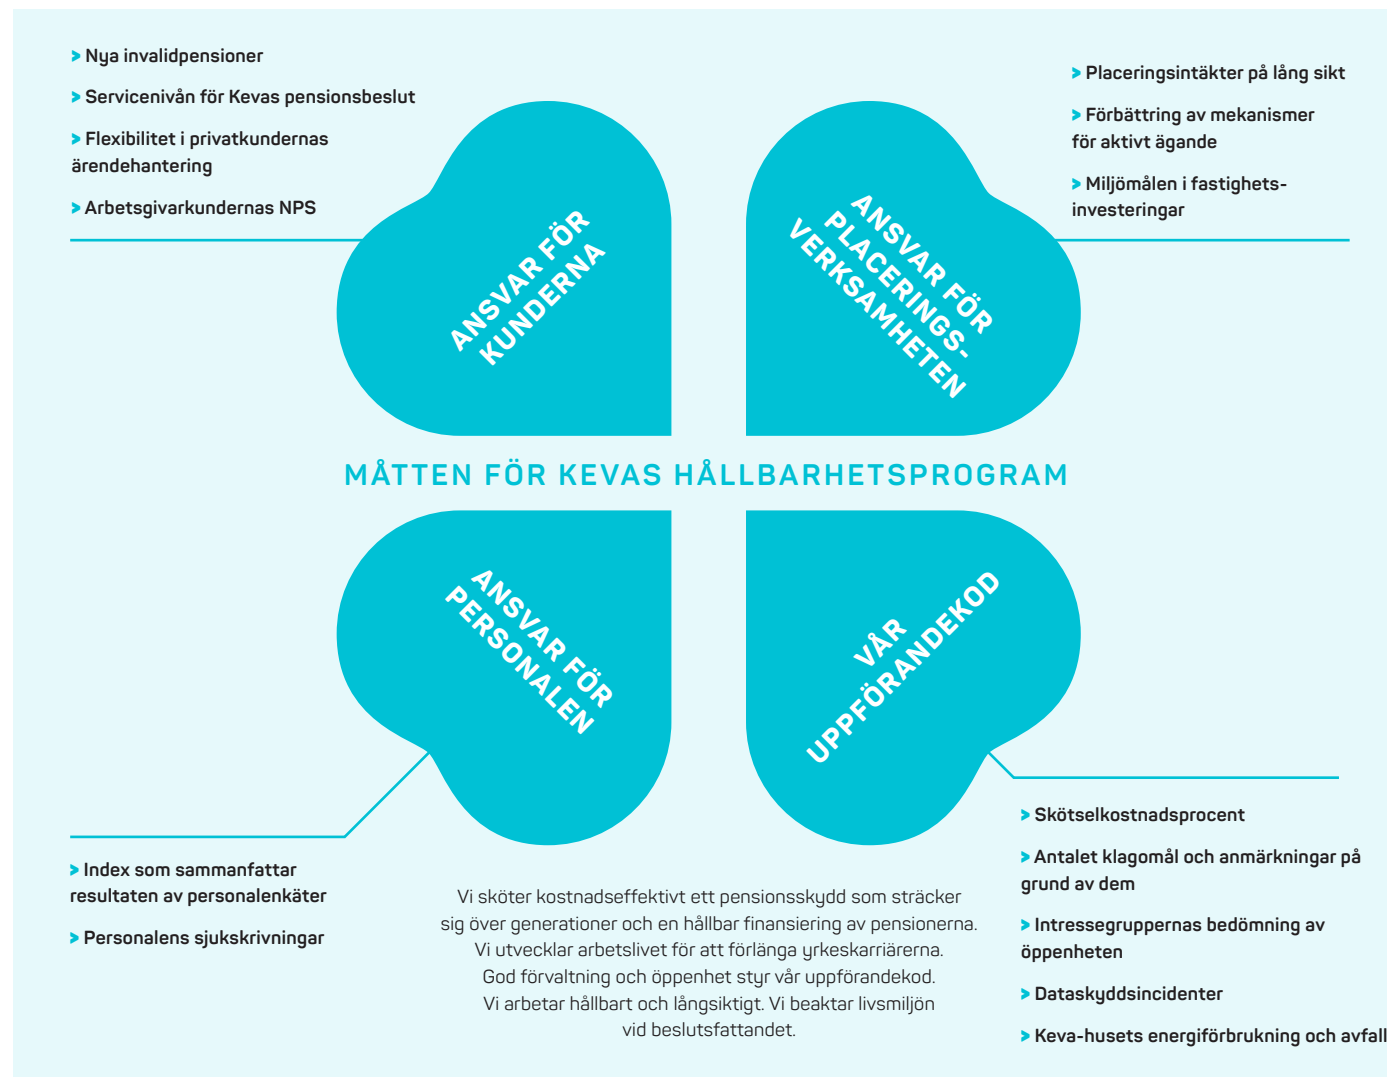 > Nya invalidpensioner
> Servicenivån för Kevas pensionsbeslut
> Flexibilitet i privatkundernas
ärendehantering
> Arbetsgivarkundernas NPS
> Placeringsintäkter på lång sikt
> Förbättring av mekanismer
för aktivt ägande
> Miljömålen i fastighets-
investeringar
ANSVAR FÖR
KUNDERNA
ANSVAR FÖR
PLACERINGS-
VERKSAMHETEN
MÅTTEN FÖR KEVAS HÅLLBARHETSPROGRAM
ANSVAR FÖR
PERSONALEN
VÅR
UPPFÖRANDEKOD
> Index som sammanfattar
resultaten av personalenkäter
> Personalens sjukskrivningar
Vi sköter kostnadseffektivt ett pensionsskydd som sträcker
sig över generationer och en hållbar finansiering av pensionerna.
Vi utvecklar arbetslivet för att förlänga yrkeskarriärerna.
God förvaltning och öppenhet styr vår uppförandekod.
Vi arbetar hållbart och långsiktigt. Vi beaktar livsmiljön
vid beslutsfattandet.
> Skötselkostnadsprocent
> Antalet klagomål och anmärkningar på
grund av dem
> Intressegruppernas bedömning av
öppenheten
> Dataskyddsincidenter
> Keva-husets energiförbrukning och avfall